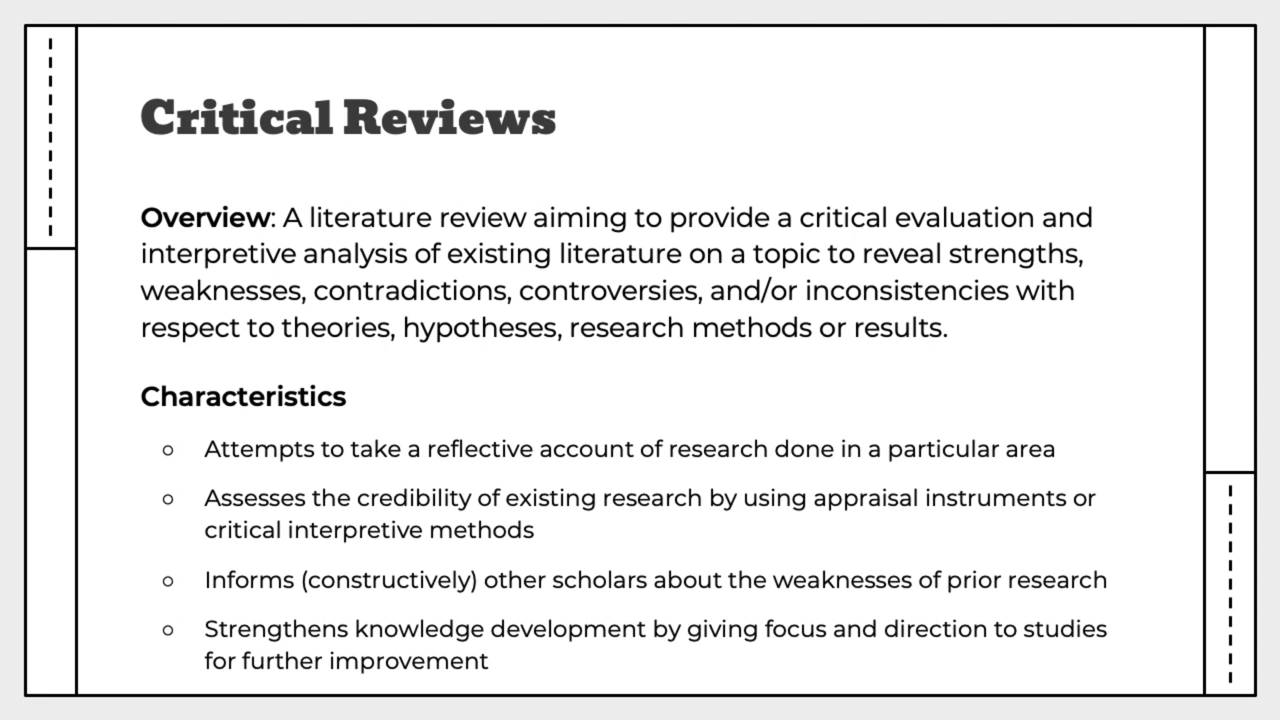 Critical Reviews
Overview: A literature review aiming to provide a critical evaluation and
interpretive analysis of existing literature on a topic to reveal strengths,
weaknesses, contradictions, controversies, and/or inconsistencies with
respect to theories, hypotheses, research methods or results.
Characteristics
○ Attempts to take a reflective account of research done in a particular area
○ Assesses the credibility of existing research by using appraisal instruments or
critical interpretive methods
○ Informs (constructively) other scholars about the weaknesses of prior research
○ Strengthens knowledge development by giving focus and direction to studies
for further improvement